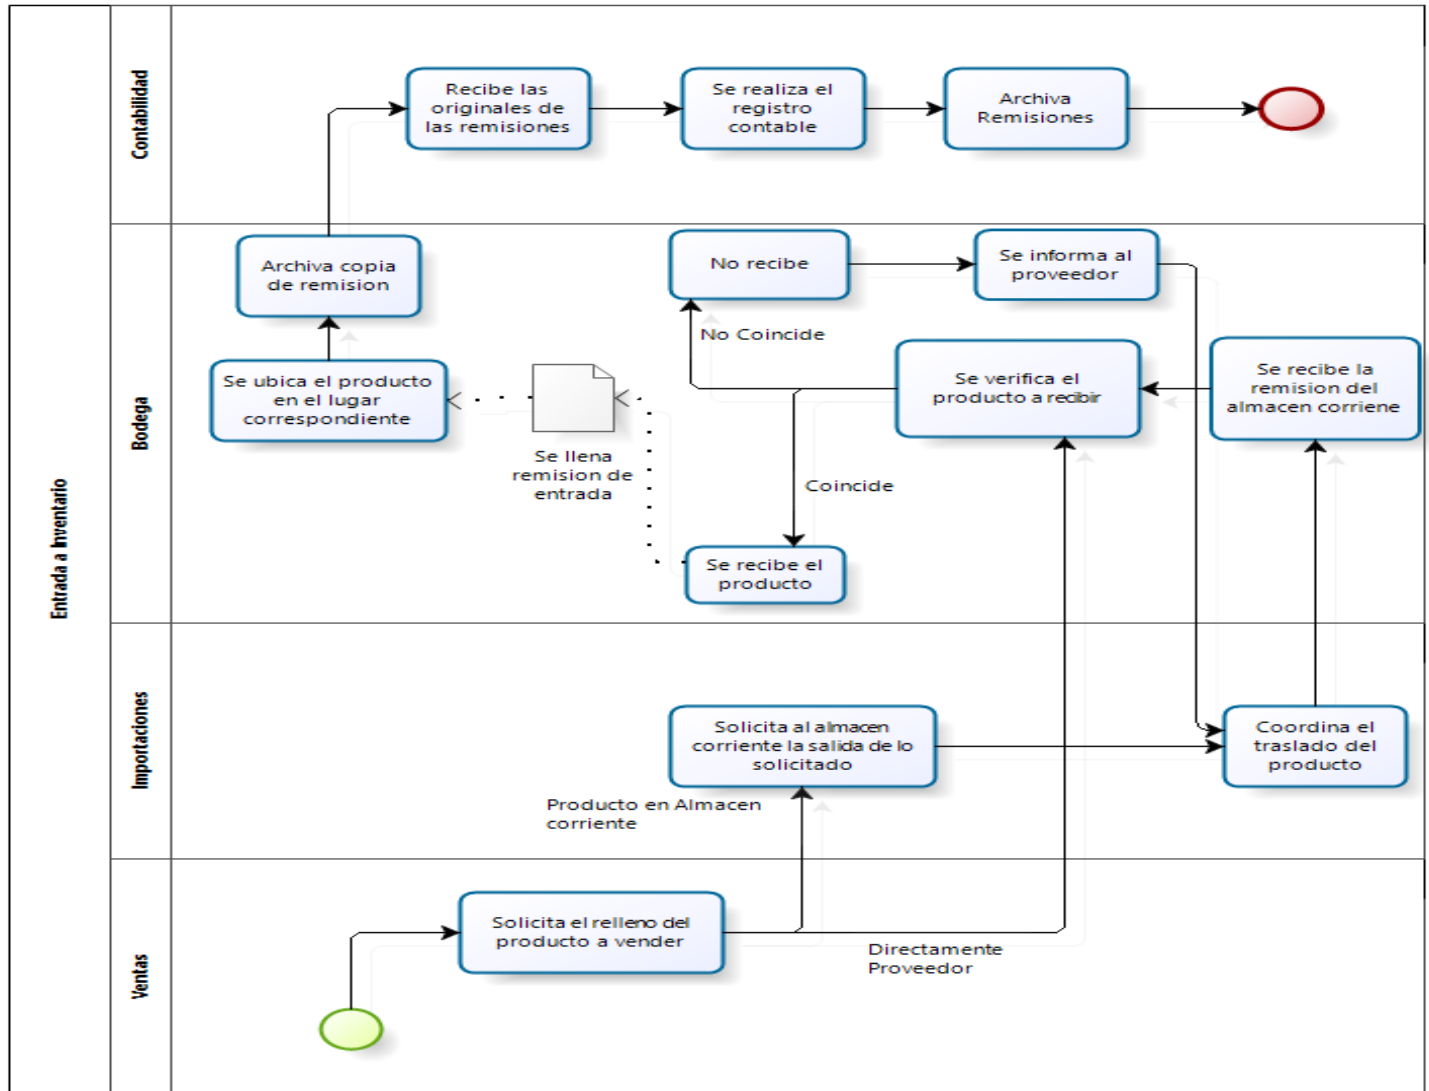 Entrada a Inventario
Contabilidad
Recibe las
originales de
las remisiones
Se realiza el
registro
contable
Archiva
Remisiones
Bodega
Archiva copia
de remision
No recibe
Se informa al
proveedor
No Coincide
Se ubica el producto
en el lugar
correspondiente
Se llena
remision de
entrada
Se verifica el
producto a recibir
Se recibe la
remision del
almacen corriene
Coincide
Se recibe el
producto
Importaciones
Solicita al almacen
corriente la salida de lo
solicitado
Coordina el
traslado del
producto
Producto en Almacen
corriente
Ventas
Solicita el relleno del
producto a vender
Directamente
Proveedor